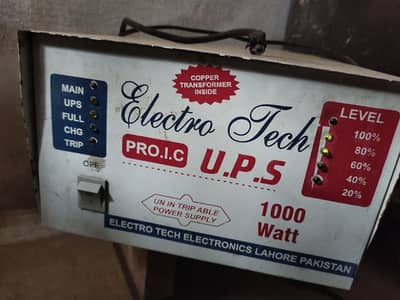 COPPER
TRANSFORMER
INSIDE
MAIN
UPS
FULL
CHG
TRIP
Electro Tech
PRO.I.C
U.P.S
LEVEL
100%
80%
60%
40%
20%
UN IN TRIP ABLE
POWER SUPPLY
1000
Watt
ELECTRO TECH ELECTRONICS LAHORE PAKISTAN